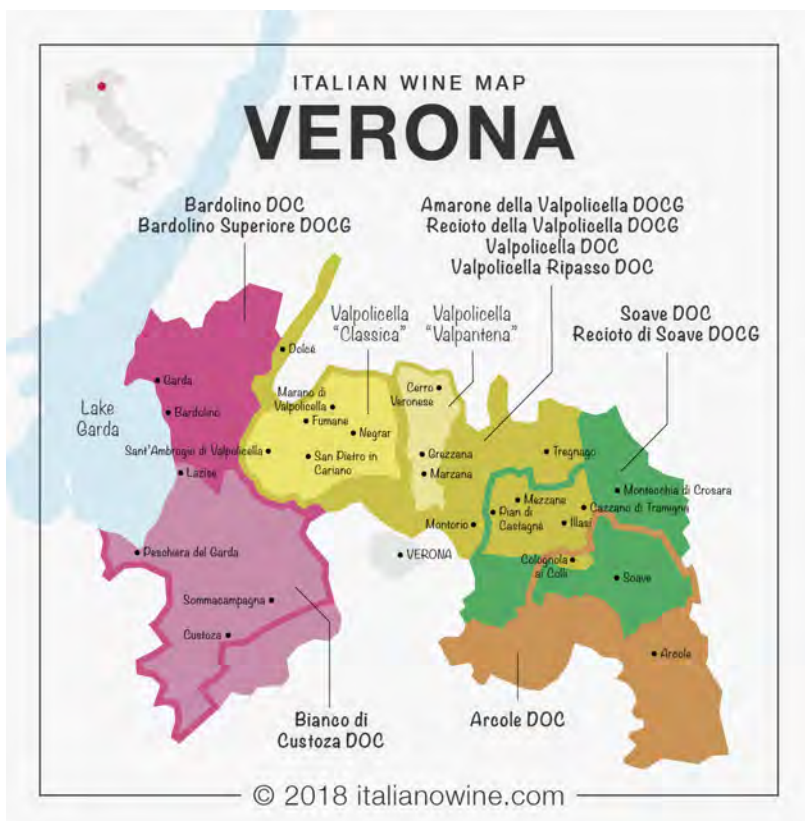 ITALIAN WINE MAP
VERONA
Bardolino DOC
Bardolino Superiore DOCG
Amarone della Valpolicella DOCG
Recioto della Valpolicella DOCG
Valpolicella DOC
Valpolicella Ripasso DOC
Valpolicella
"Classica"
Valpolicella
"Valpantena"
Soave DOC
Recioto di Soave DOCG
Lake
Garda
Dolcé
Garda
Bardolino
Marano di
Valpolicella
Fumane
Negrar
Sant'Ambrogio di Valpolicella
San Pietro in
Cariano
Lazise
Cerro
Veronese
Grezzana
Marzana
Tregnago
Montecchia di Crosara
Mezzane
Cazzano di Tramigna
Pian di
Castagné
Illasi
Montorio
VERONA
Colognola
ai Colli
Soave
Peschiera del Garda
Sommacampagna
Custoza
Arcole
Bianco di
Custoza DOC
Arcole DOC
© 2018 italianowine.com